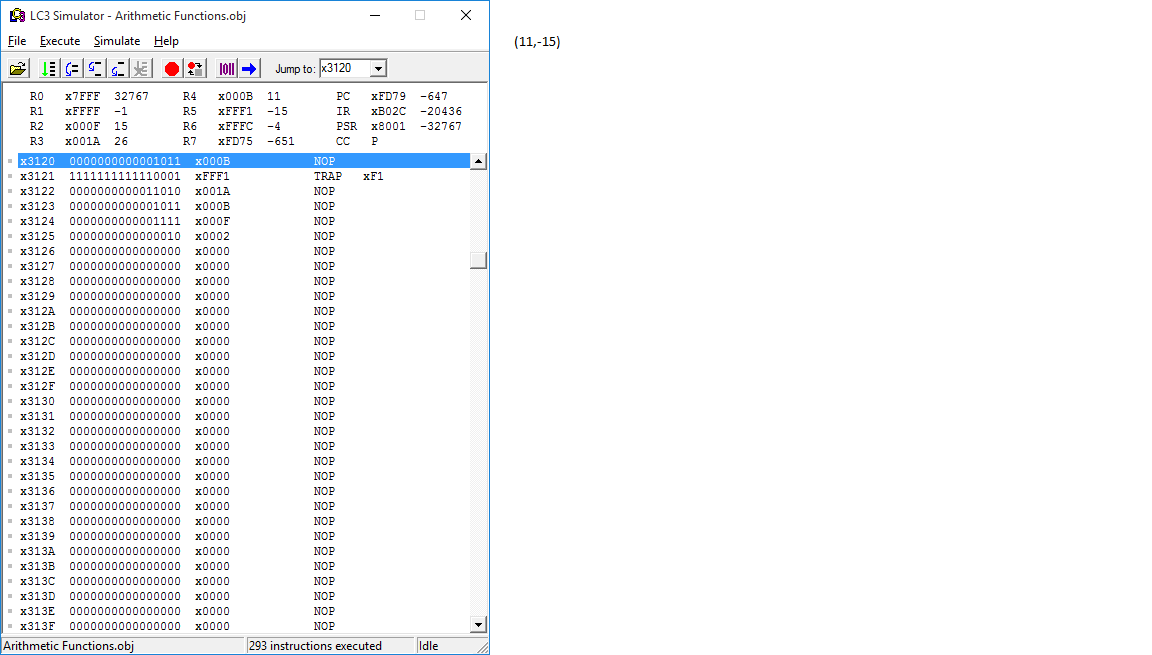 LC3 Simulator - Arithmetic Functions.obj
File Execute Simulate Help
Jump to: x3120
(11,-15)
R0 x7FFF 32767 R4 x000B 11 PC xFD79 -647
R1 xFFFF -1 R5 xFFF1 -15 IR xB02C -20436
R2 x000F 15 R6 xFFFC -4 PSR x8001 -32767
R3 x001A 26 R7 xFD75 -651 CC P
x3120 0000000000001011 x000B NOP
x3121 1111111111110001 xFFF1 TRAP xF1
x3122 0000000000011010 x001A NOP
x3123 0000000000001011 x000B NOP
x3124 0000000000001111 x000F NOP
x3125 0000000000000010 x0002 NOP
x3126 0000000000000000 x0000 NOP
x3127 0000000000000000 x0000 NOP
x3128 0000000000000000 x0000 NOP
x3129 0000000000000000 x0000 NOP
x312A 0000000000000000 x0000 NOP
x312B 0000000000000000 x0000 NOP
x312C 0000000000000000 x0000 NOP
x312D 0000000000000000 x0000 NOP
x312E 0000000000000000 x0000 NOP
x312F 0000000000000000 x0000 NOP
x3130 0000000000000000 x0000 NOP
x3131 0000000000000000 x0000 NOP
x3132 0000000000000000 x0000 NOP
x3133 0000000000000000 x0000 NOP
x3134 0000000000000000 x0000 NOP
x3135 0000000000000000 x0000 NOP
x3136 0000000000000000 x0000 NOP
x3137 0000000000000000 x0000 NOP
x3138 0000000000000000 x0000 NOP
x3139 0000000000000000 x0000 NOP
x313A 0000000000000000 x0000 NOP
x313B 0000000000000000 x0000 NOP
x313C 0000000000000000 x0000 NOP
x313D 0000000000000000 x0000 NOP
x313E 0000000000000000 x0000 NOP
x313F 0000000000000000 x0000 NOP
Arithmetic Functions.obj 293 instructions executed Idle